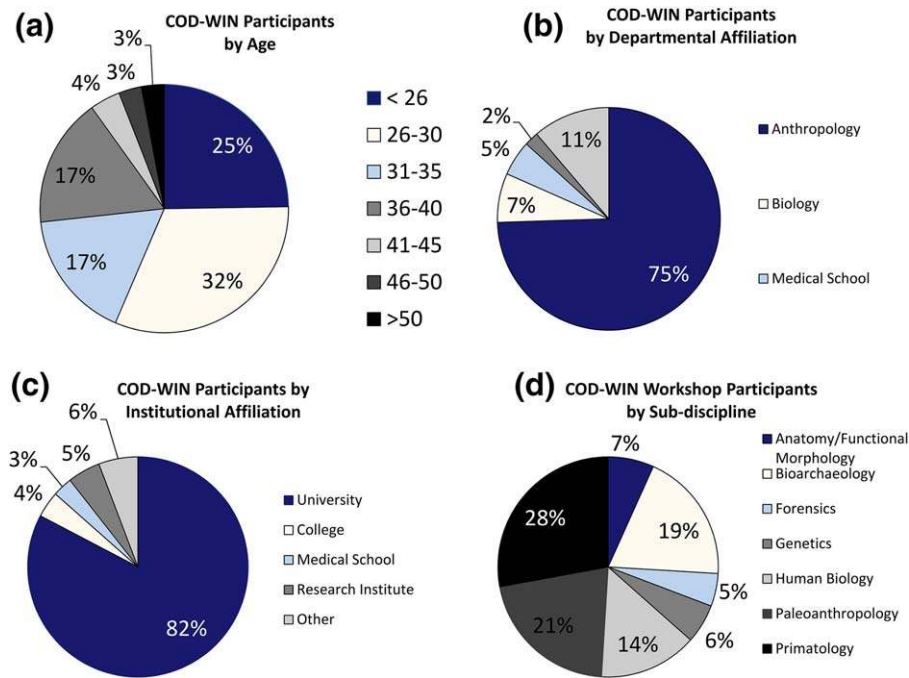 (a)
COD-WIN Participants
by Age
3%
3%
4%
25%
17%
17%
32%
< 26
26-30
31-35
36-40
41-45
46-50
>50
(b)
COD-WIN Participants
by Departmental Affiliation
2%
11%
5%
7%
75%
Anthropology
Biology
Medical School
(c)
COD-WIN Participants by
Institutional Affiliation
6%
5%
3%
4%
82%
University
College
Medical School
Research Institute
Other
(d)
COD-WIN Workshop Participants
by Sub-discipline
7%
28%
19%
5%
21%
14%
6%
Anatomy/Functional
Morphology
Bioarchaeology
Forensics
Genetics
Human Biology
Paleoanthropology
Primatology